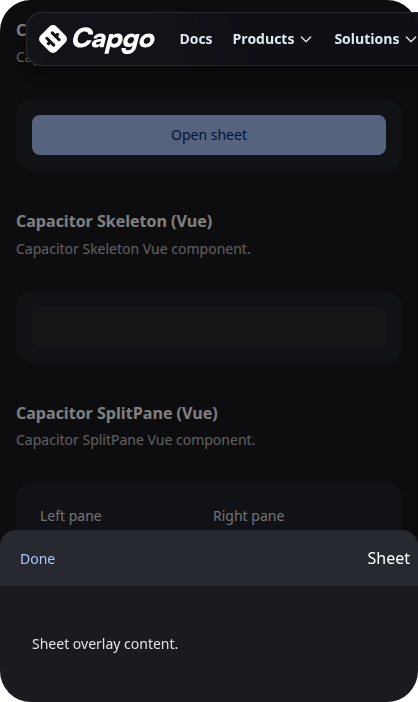 Capgo
Docs
Products
Solutions
Open sheet
Capacitor Skeleton (Vue)
Capacitor Skeleton Vue component.
Capacitor SplitPane (Vue)
Capacitor SplitPane Vue component.
Left pane
Right pane
Done
Sheet
Sheet overlay content.